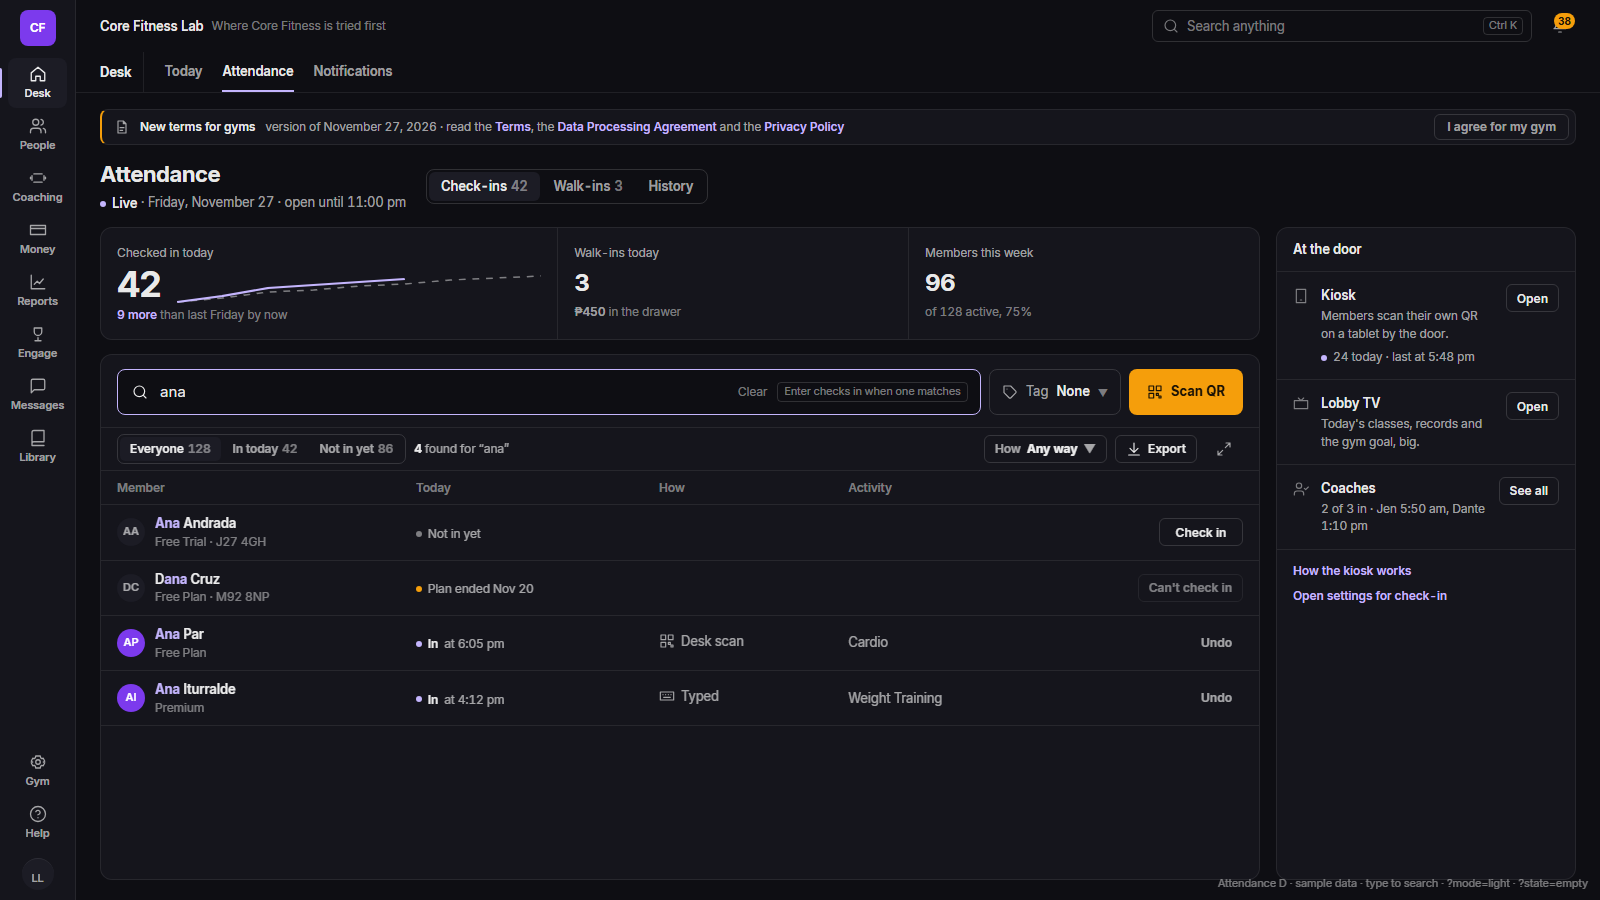 CF
Core Fitness Lab Where Core Fitness is tried first
Search anything Ctrl K
38
Desk
People
Coaching
Money
Reports
Engage
Messages
Library
Gym
Help
LL
Desk Today Attendance Notifications
New terms for gyms version of November 27, 2026 · read the Terms, the Data Processing Agreement and the Privacy Policy
I agree for my gym
Attendance
Live · Friday, November 27 · open until 11:00 pm
Check-ins 42 Walk-ins 3 History
Checked in today
42
9 more than last Friday by now
Walk-ins today
3
₱450 in the drawer
Members this week
96
of 128 active, 75%
ana Clear Enter checks in when one matches
Tag None
Scan QR
Everyone 128 In today 42 Not in yet 86 4 found for “ana”
How Any way
Export
Member Today How Activity
AA Ana Andrada
Free Trial · J27 4GH
Not in yet
Check in
DC Dana Cruz
Free Plan · M92 8NP
Plan ended Nov 20
Can't check in
AP Ana Par
Free Plan
In at 6:05 pm
Desk scan
Cardio
Undo
AI Ana Iturralde
Premium
In at 4:12 pm
Typed
Weight Training
Undo
At the door
Kiosk
Members scan their own QR
on a tablet by the door.
24 today · last at 5:48 pm
Open
Lobby TV
Today's classes, records and
the gym goal, big.
Open
Coaches
2 of 3 in · Jen 5:50 am, Dante
1:10 pm
See all
How the kiosk works
Open settings for check-in
Attendance D · sample data · type to search · ?mode=light · ?state=empty